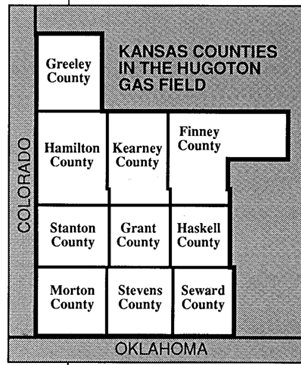 KANSAS COUNTIES
IN THE HUGOTON
GAS FIELD
Greeley
County
Hamilton
County
Kearney
County
Finney
County
COLORADO
Stanton
County
Grant
County
Haskell
County
Morton
County
Stevens
County
Seward
County
OKLAHOMA